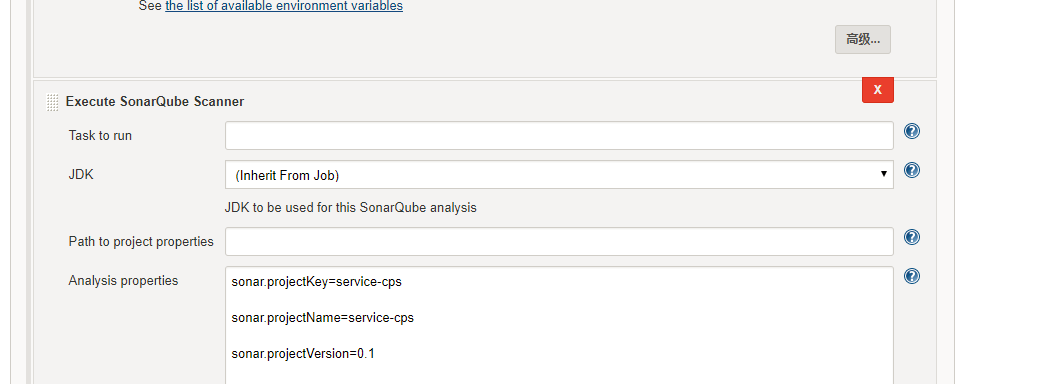 See the list of available environment variables
高级...
Execute SonarQube Scanner
X
Task to run
JDK
(Inherit From Job)
JDK to be used for this SonarQube analysis
Path to project properties
Analysis properties
sonar.projectKey=service-cps
sonar.projectName=service-cps
sonar.projectVersion=0.1